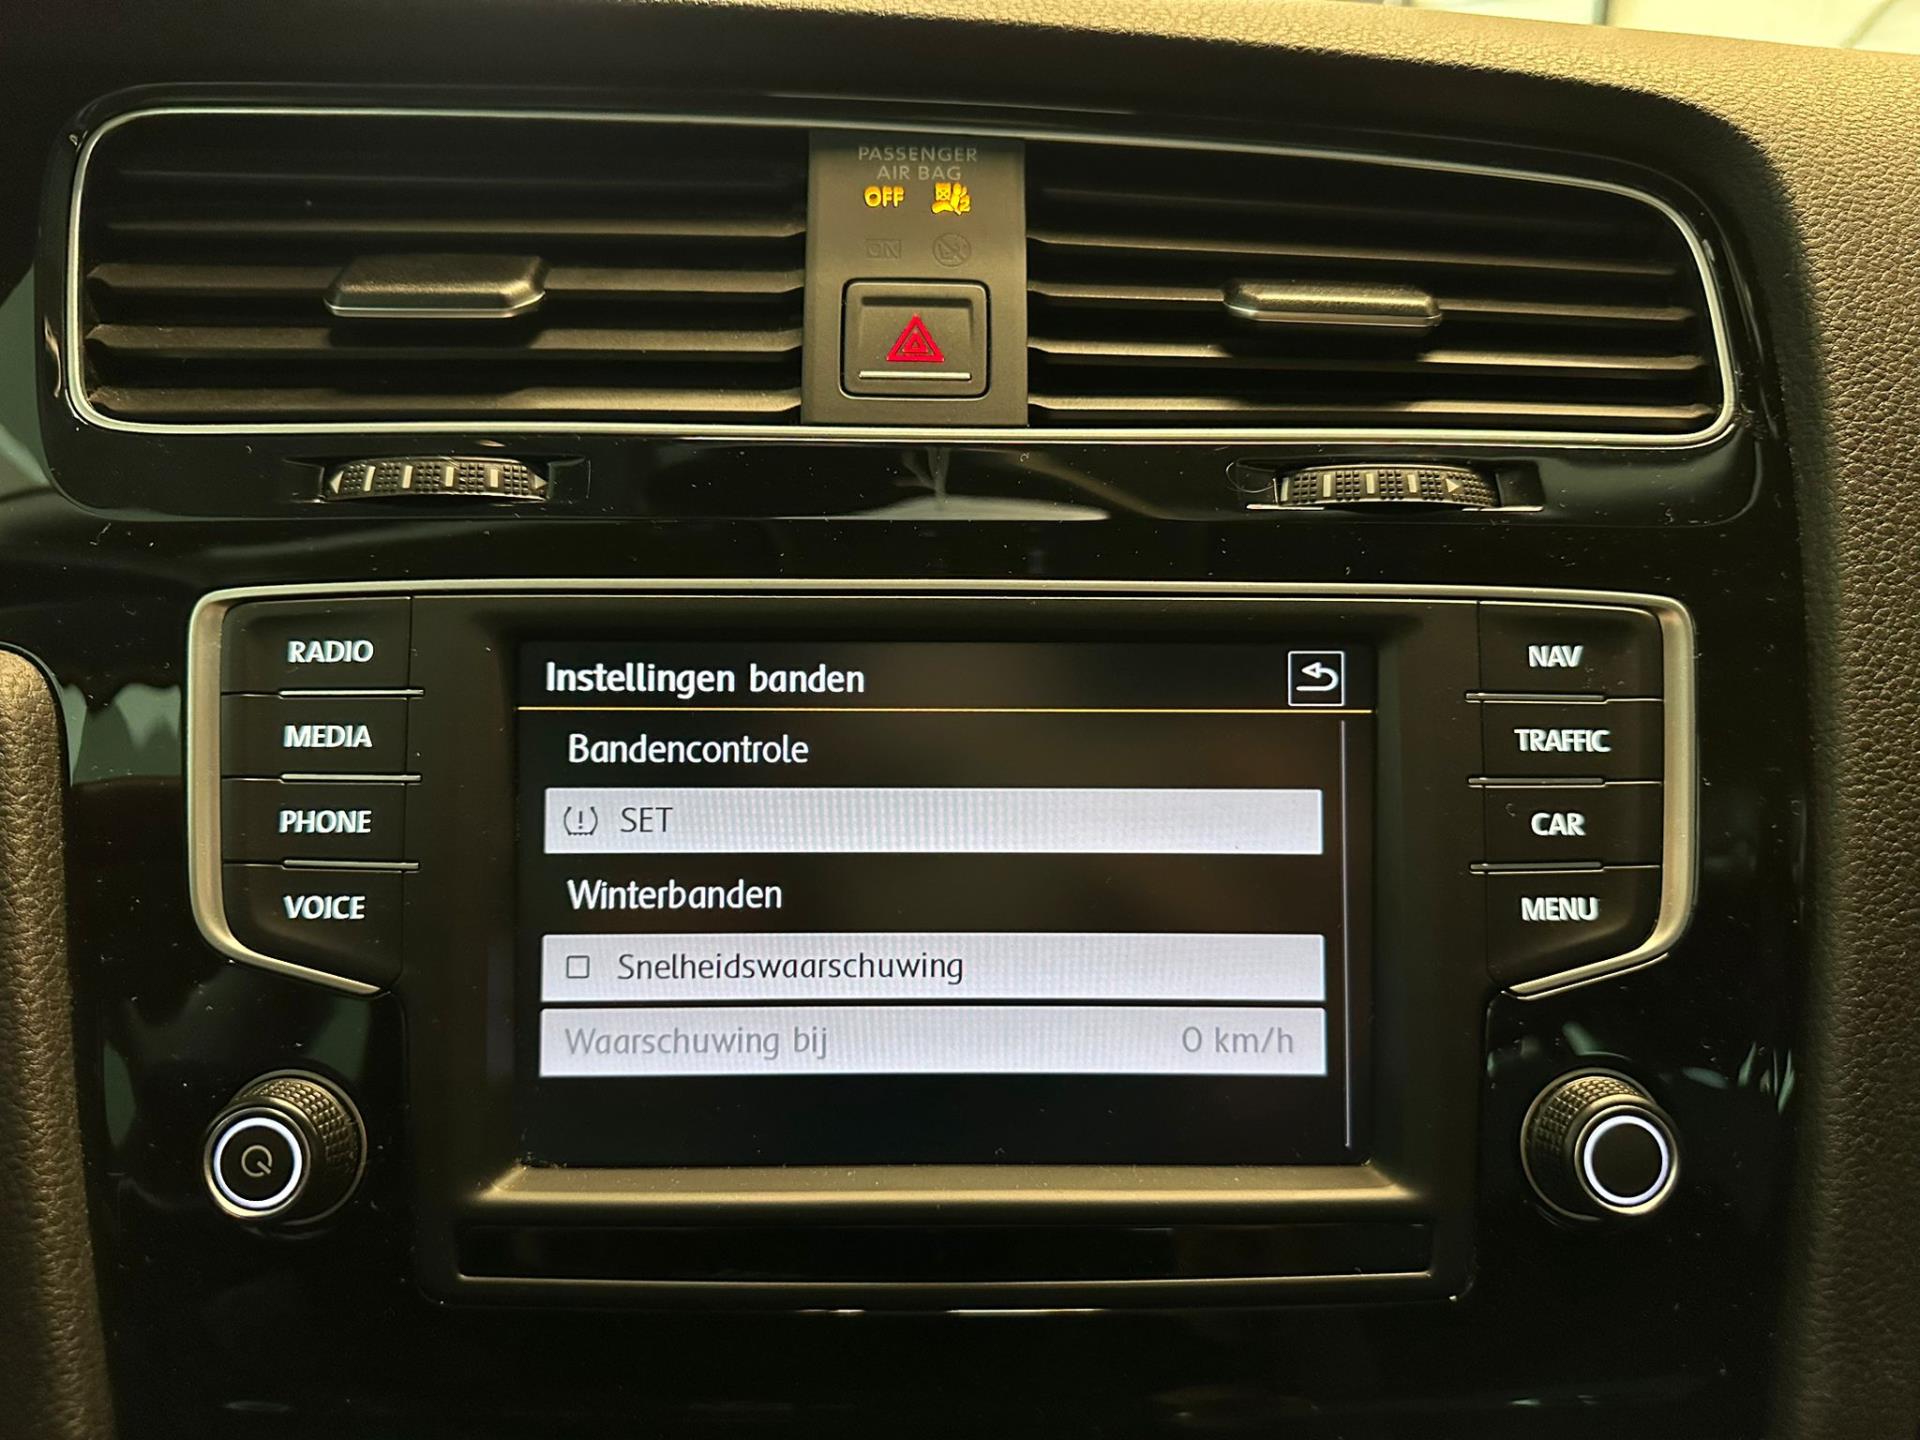 PASSENGER
AIR BAG
OFF
ON
RADIO
MEDIA
PHONE
VOICE
Instellingen banden
Bandencontrole
SET
Winterbanden
Snelheidswaarschuwing
Waarschuwing bij 0 km/h
NAV
TRAFFIC
CAR
MENU